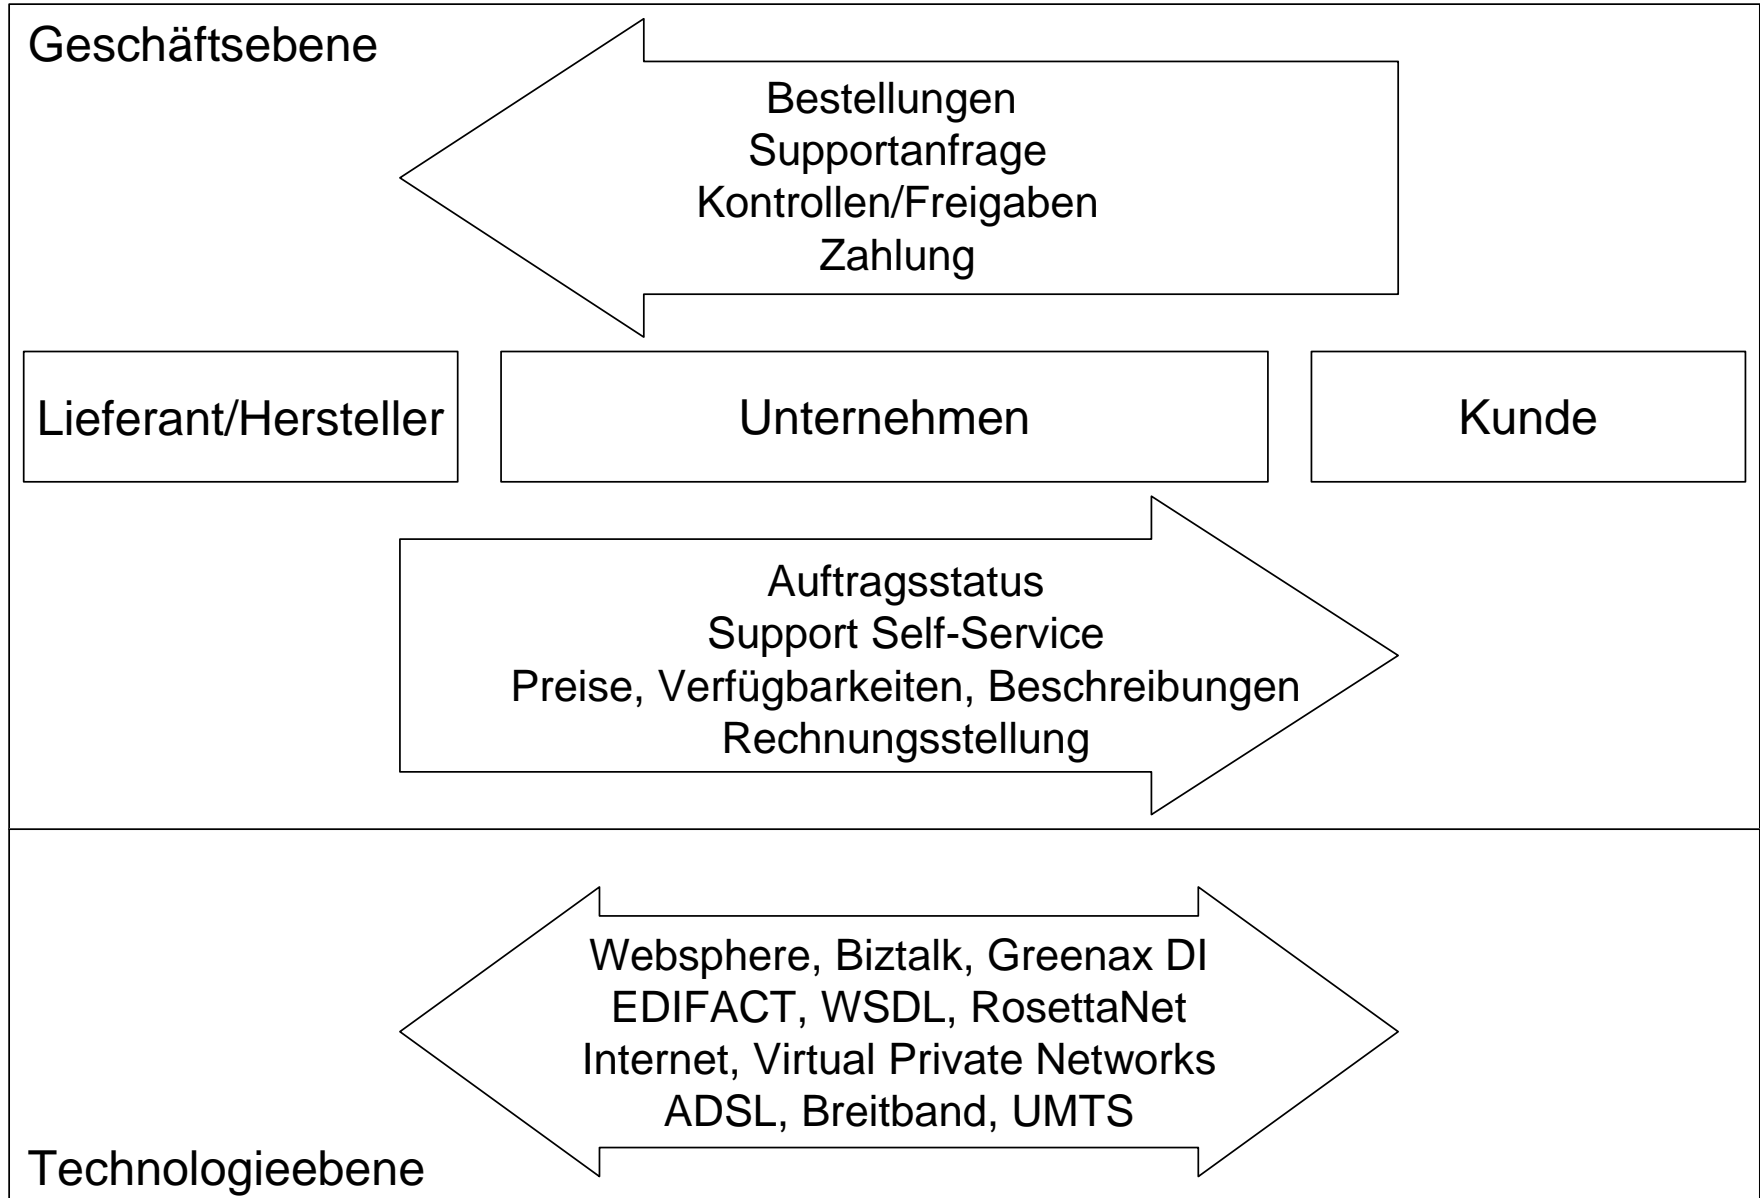 Geschäftsebene
Bestellungen
Supportanfrage
Kontrollen/Freigaben
Zahlung
Lieferant/Hersteller
Unternehmen
Kunde
Auftragsstatus
Support Self-Service
Preise, Verfügbarkeiten, Beschreibungen
Rechnungsstellung
Websphere, Biztalk, Greenax DI
EDIFACT, WSDL, RosettaNet
Internet, Virtual Private Networks
ADSL, Breitband, UMTS
Technologieebene